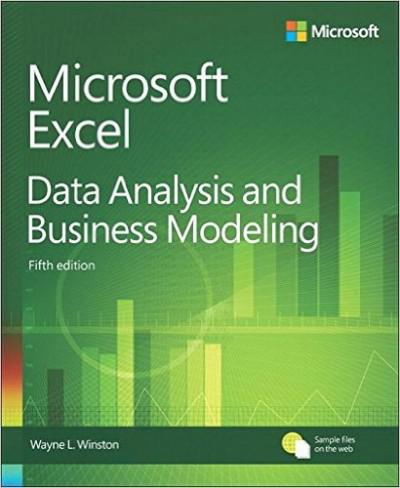 Microsoft
Microsoft
Excel
Data Analysis and
Business Modeling
Fifth edition
Wayne L. Winston
Sample files
on the web